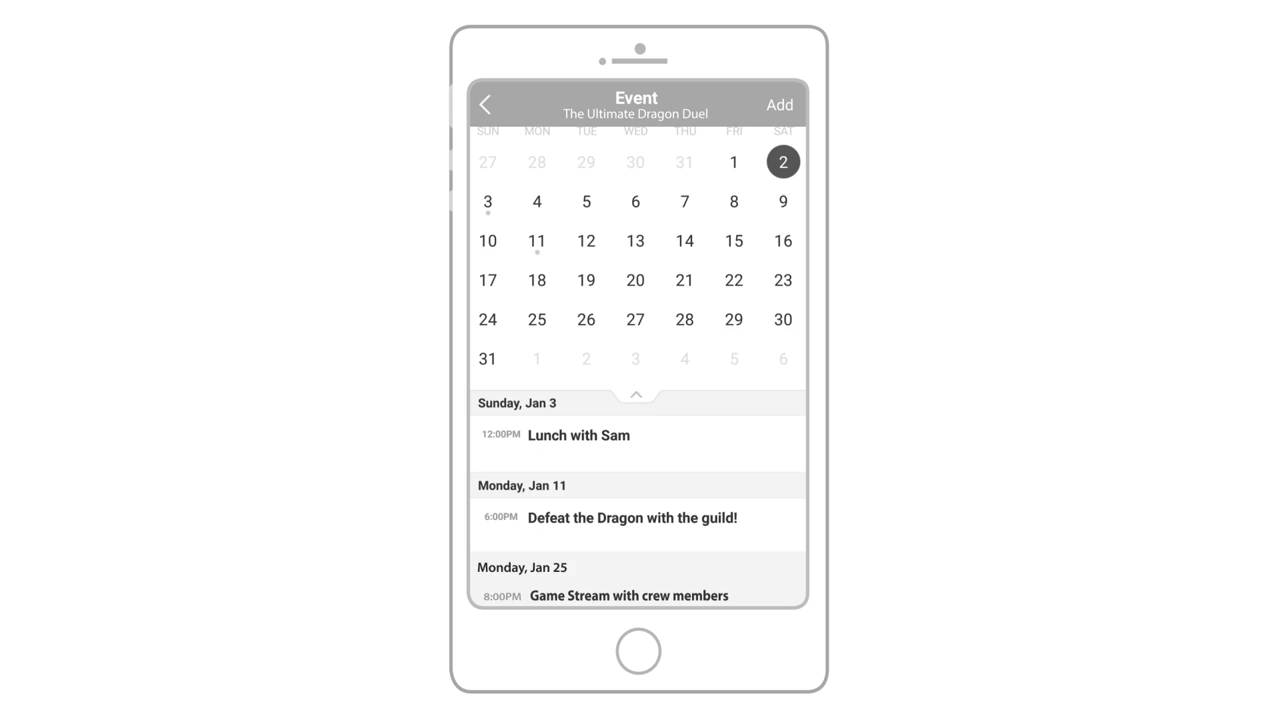 Event
The Ultimate Dragon Duel
Add
SUN MON TUE WED THU FRI SAT
27 28 29 30 31 1 2
3 4 5 6 7 8 9
10 11 12 13 14 15 16
17 18 19 20 21 22 23
24 25 26 27 28 29 30
31 1 2 3 4 5 6
Sunday, Jan 3
12:00PM Lunch with Sam
Monday, Jan 11
6:00PM Defeat the Dragon with the guild!
Monday, Jan 25
8:00PM Game Stream with crew members